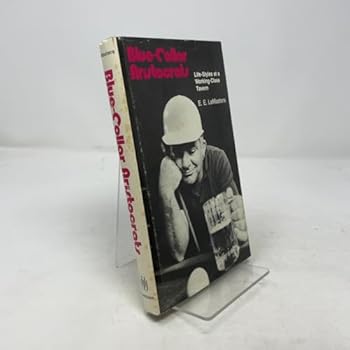 Blue-Collar
Aristocrats
Life-Styles at a
Working-Class
Tavern
E. E. LeMasters
Blue-Collar Aristocrats